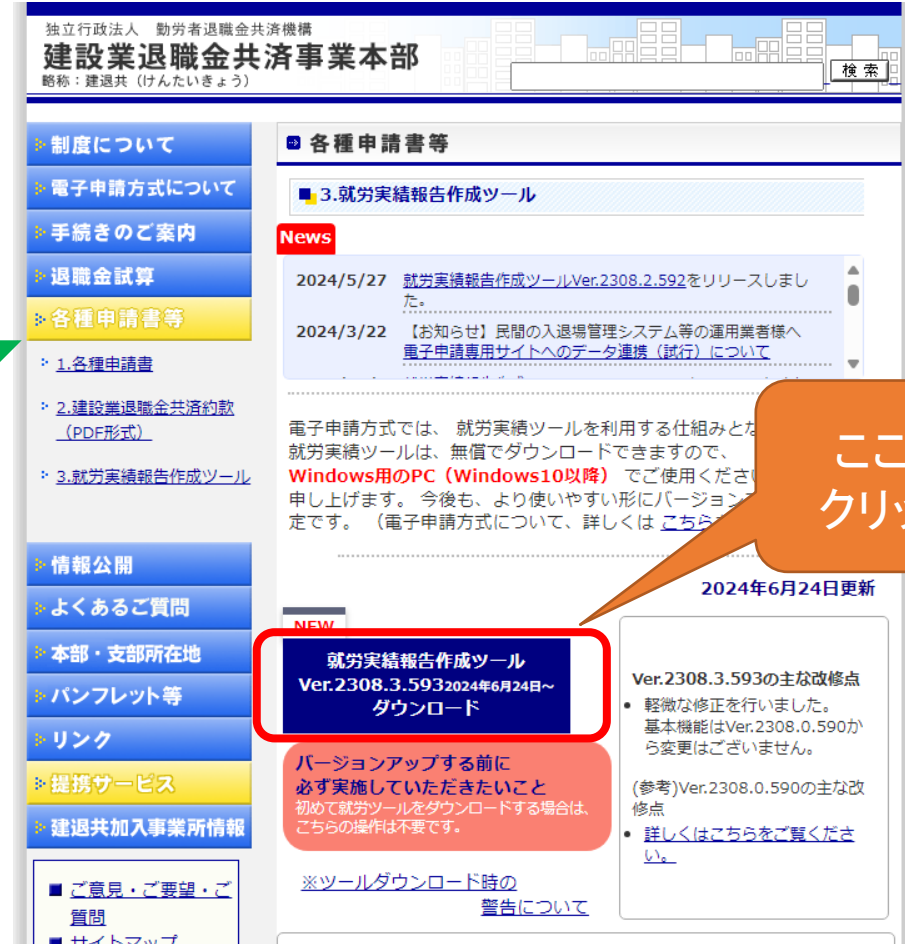 独立行政法人 勤労者退職金共済機構
建設業退職金共済事業本部
略称：建退共（けんたいきょう）
検索
制度について
電子申請方式について
手続きのご案内
退職金試算
各種申請書等
1.各種申請書
2.建設業退職金共済約款
（PDF形式）
3.就労実績報告作成ツール
情報公開
よくあるご質問
本部・支部所在地
パンフレット等
リンク
提携サービス
建退共加入事業所情報
ご意見・ご要望・ご
質問
サイトマップ
各種申請書等
3.就労実績報告作成ツール
News
2024/5/27 就労実績報告作成ツールVer.2308.2.592をリリースしまし
た。
2024/3/22 【お知らせ】民間の入退場管理システム等の運用業者様へ
電子申請専用サイトへのデータ連携（試行）について
電子申請方式では、 就労実績ツールを利用する仕組みとな
就労実績ツールは、無償でダウンロードできますので、
Windows用のPC（Windows10以降） でご使用くださ
申し上げます。 今後も、より使いやすい形にバージョン
定です。 （電子申請方式について、詳しくは こちら
ここ
クリッ
2024年6月24日更新
NEW
就労実績報告作成ツール
Ver.2308.3.5932024年6月24日～
ダウンロード
バージョンアップする前に
必ず実施していただきたいこと
初めて就労ツールをダウンロードする場合は、
こちらの操作は不要です。
※ツールダウンロード時の
警告について
Ver.2308.3.593の主な改修点
軽微な修正を行いました。
基本機能はVer.2308.0.590か
ら変更はございません。
(参考)Ver.2308.0.590の主な改
修点
詳しくはこちらをご覧くださ
い。